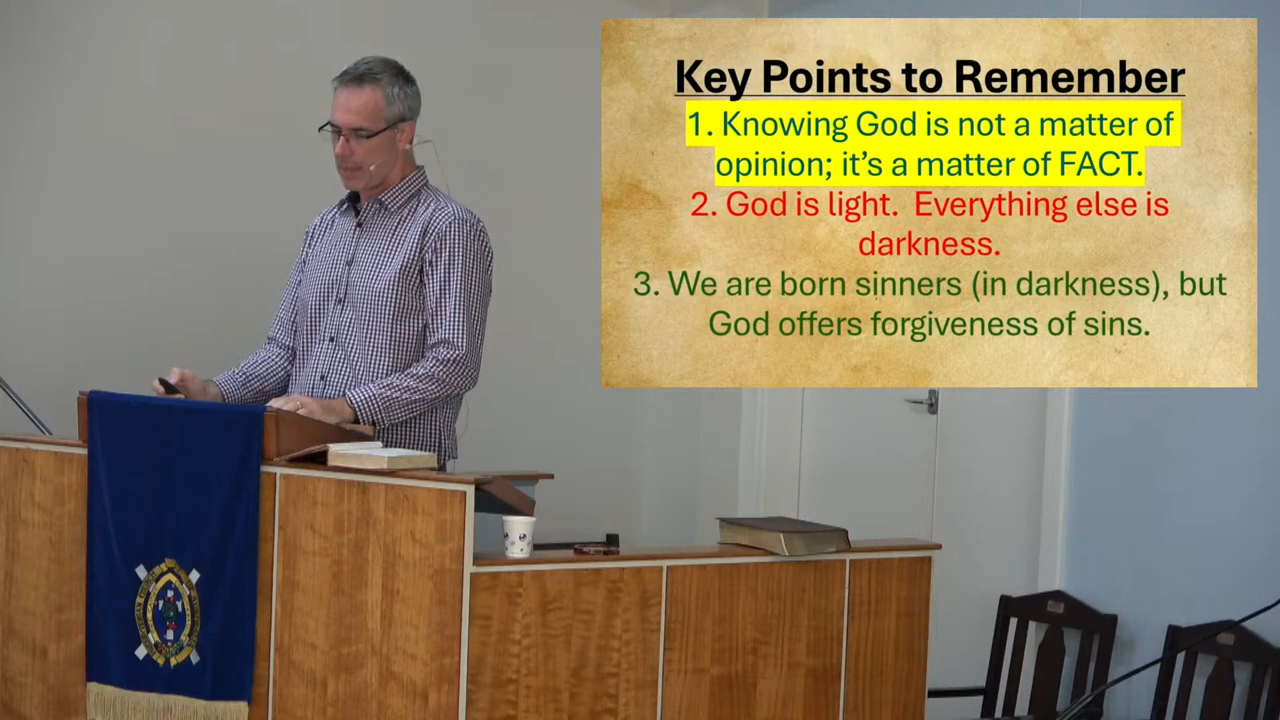 Key Points to Remember
1. Knowing God is not a matter of
opinion; it's a matter of FACT.
2. God is light.  Everything else is
darkness.
3. We are born sinners (in darkness), but
God offers forgiveness of sins.